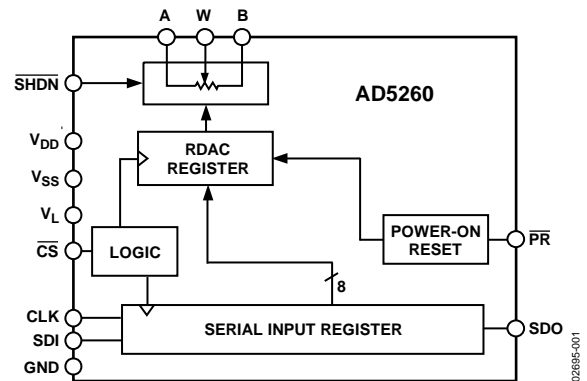 A W B
SHDN
AD5260
VDD
VSS
VL
CS
RDAC
REGISTER
LOGIC
POWER-ON
RESET
PR
8
CLK
SDI
GND
SERIAL INPUT REGISTER
SDO
02695-001